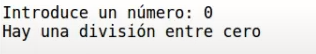 Introduce un número: 0
Hay una división entre cero